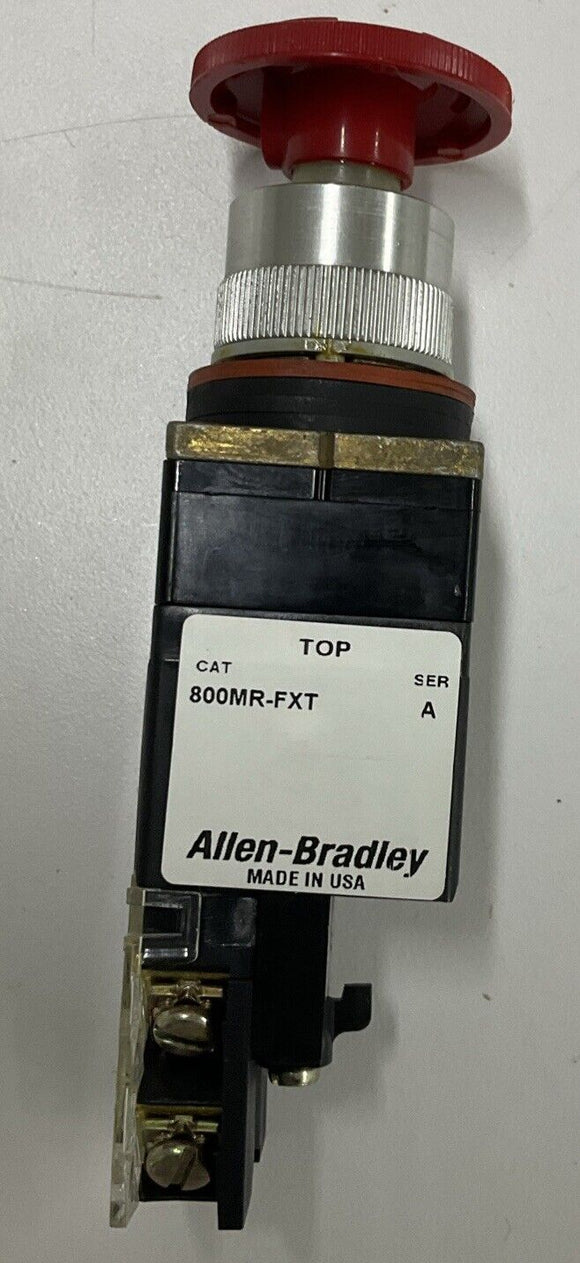 TOP
CAT
SER
800MR-FXT
A
Allen-Bradley
MADE IN USA